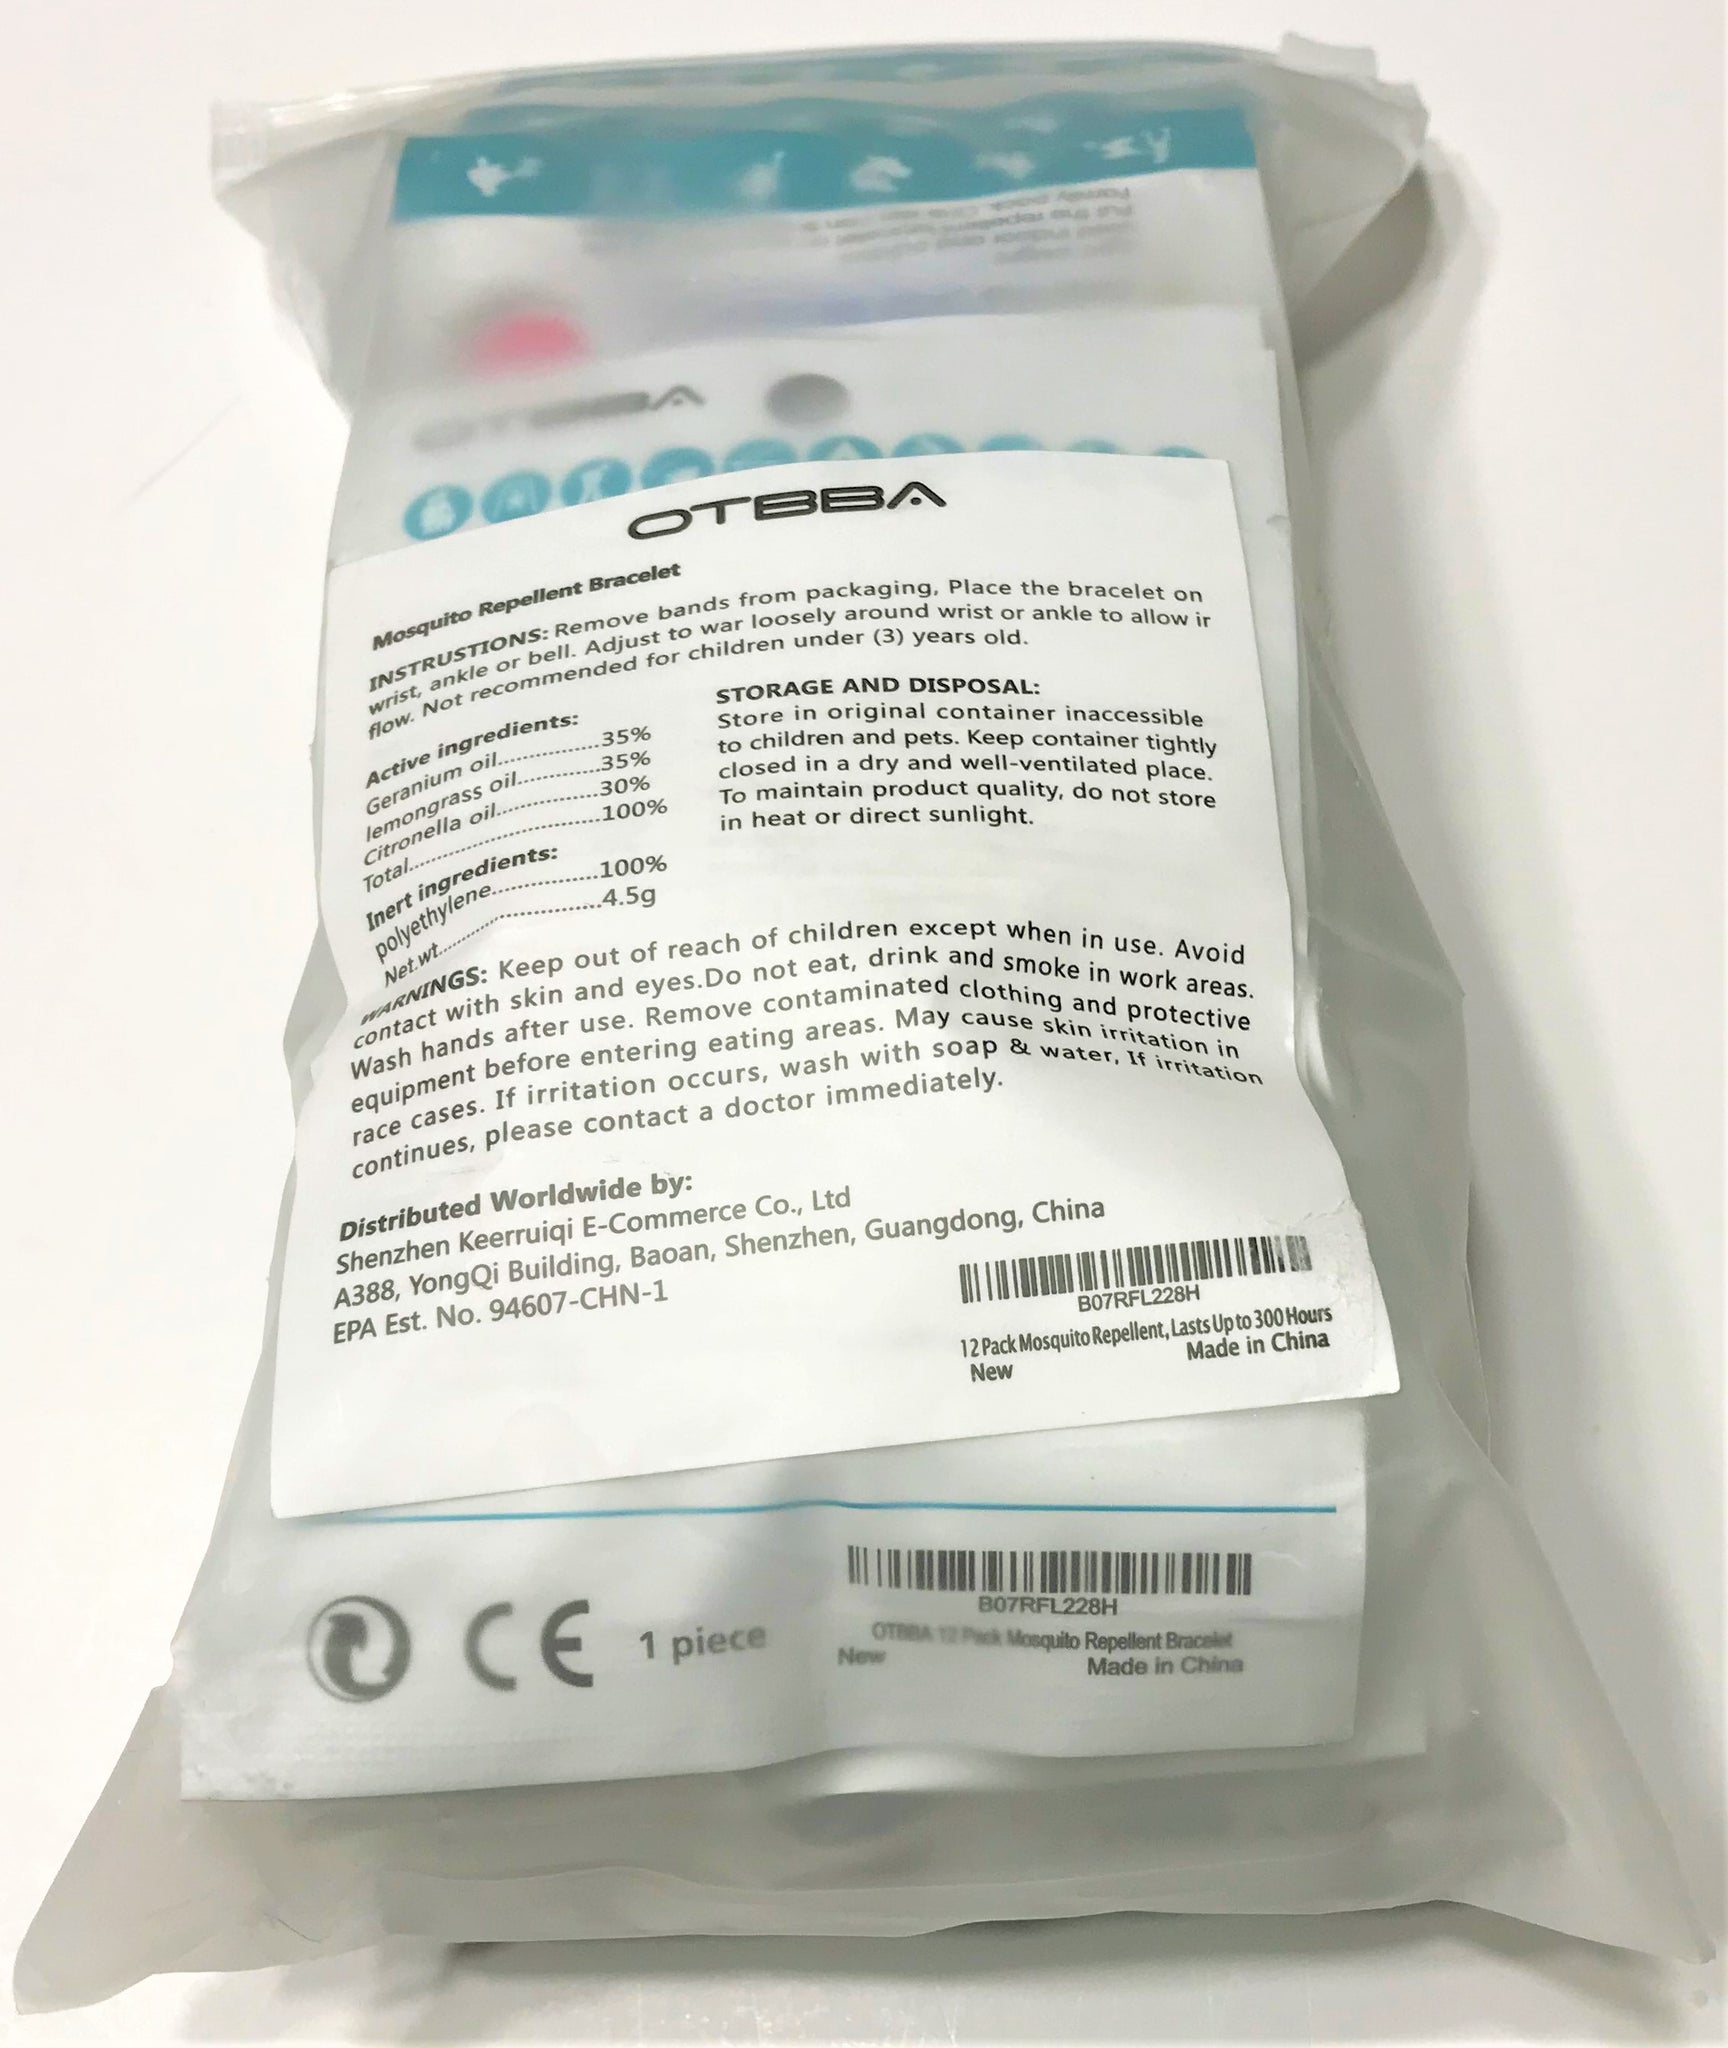 OTBBA
OTBBA
Mosquito Repellent Bracelet
INSTRUSTIONS: Remove bands from packaging, Place the bracelet on
wrist, ankle or bell. Adjust to war loosely around wrist or ankle to allow ir
flow. Not recommended for children under (3) years old.
Active ingredients:
Geranium oil..............35%
lemongrass oil............35%
Citronella oil...............30%
Total...........................100%
Inert ingredients:
polyethylene................100%
Net.wt.........................4.5g
STORAGE AND DISPOSAL:
Store in original container inaccessible
to children and pets. Keep container tightly
closed in a dry and well-ventilated place.
To maintain product quality, do not store
in heat or direct sunlight.
WARNINGS: Keep out of reach of children except when in use. Avoid
contact with skin and eyes.Do not eat, drink and smoke in work areas.
Wash hands after use. Remove contaminated clothing and protective
equipment before entering eating areas. May cause skin irritation in
race cases. If irritation occurs, wash with soap & water, If irritation
continues, please contact a doctor immediately.
Distributed Worldwide by:
Shenzhen Keerruiqi E-Commerce Co., Ltd
A388, YongQi Building, Baoan, Shenzhen, Guangdong, China
EPA Est. No. 94607-CHN-1
B07RFL228H
12 Pack Mosquito Repellent, Lasts Up to 300 Hours
New Made in China
CE 1 piece
B07RFL228H
OTBBA 12 Pack Mosquito Repellent Bracelet
New Made in China